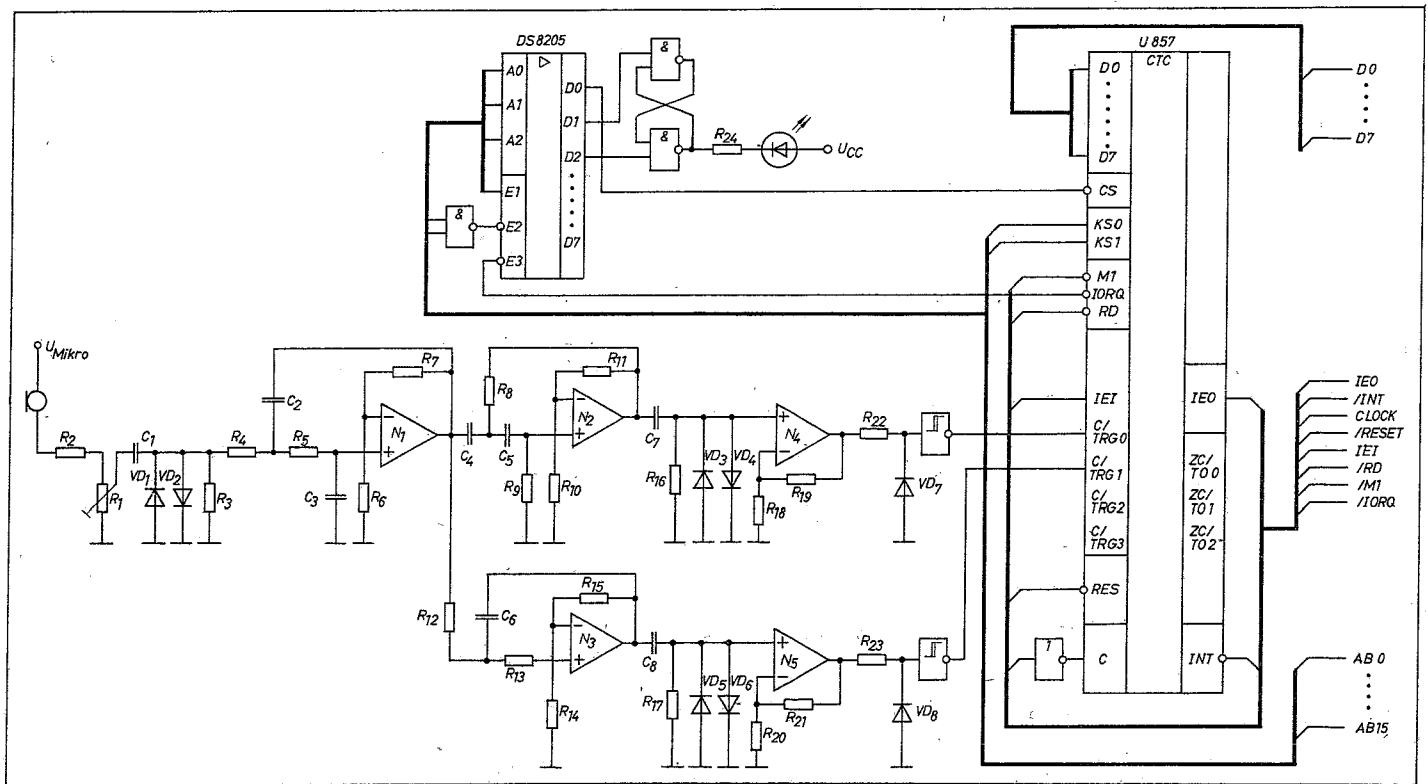 DS8205
A0
A1
A2
E1
E2
E3
D0
D1
D2
D7
&
&
&
R24
UCC
U857
CTC
D0
D7
CS
KS0
KS1
M1
IORQ
RD
IEI
C/
TRG0
C/
TRG1
C/
TRG2
C/
TRG3
RES
C
IEO
ZC/
TO0
ZC/
TO1
ZC/
TO2
INT
1
D0
D7
IEO
/INT
CLOCK
/RESET
IEI
/RD
/M1
/IORQ
AB0
AB15
UMikro
R2
R1
C1
VD1
VD2
R3
R4
C2
R5
C3
R7
N1
R6
C4
R8
C5
R9
R10
R11
N2
C7
R16
VD3
VD4
N4
R18
R19
R22
VD7
R12
C6
R13
R15
N3
R14
C8
R17
VD5
VD6
N5
R20
R21
R23
VD8